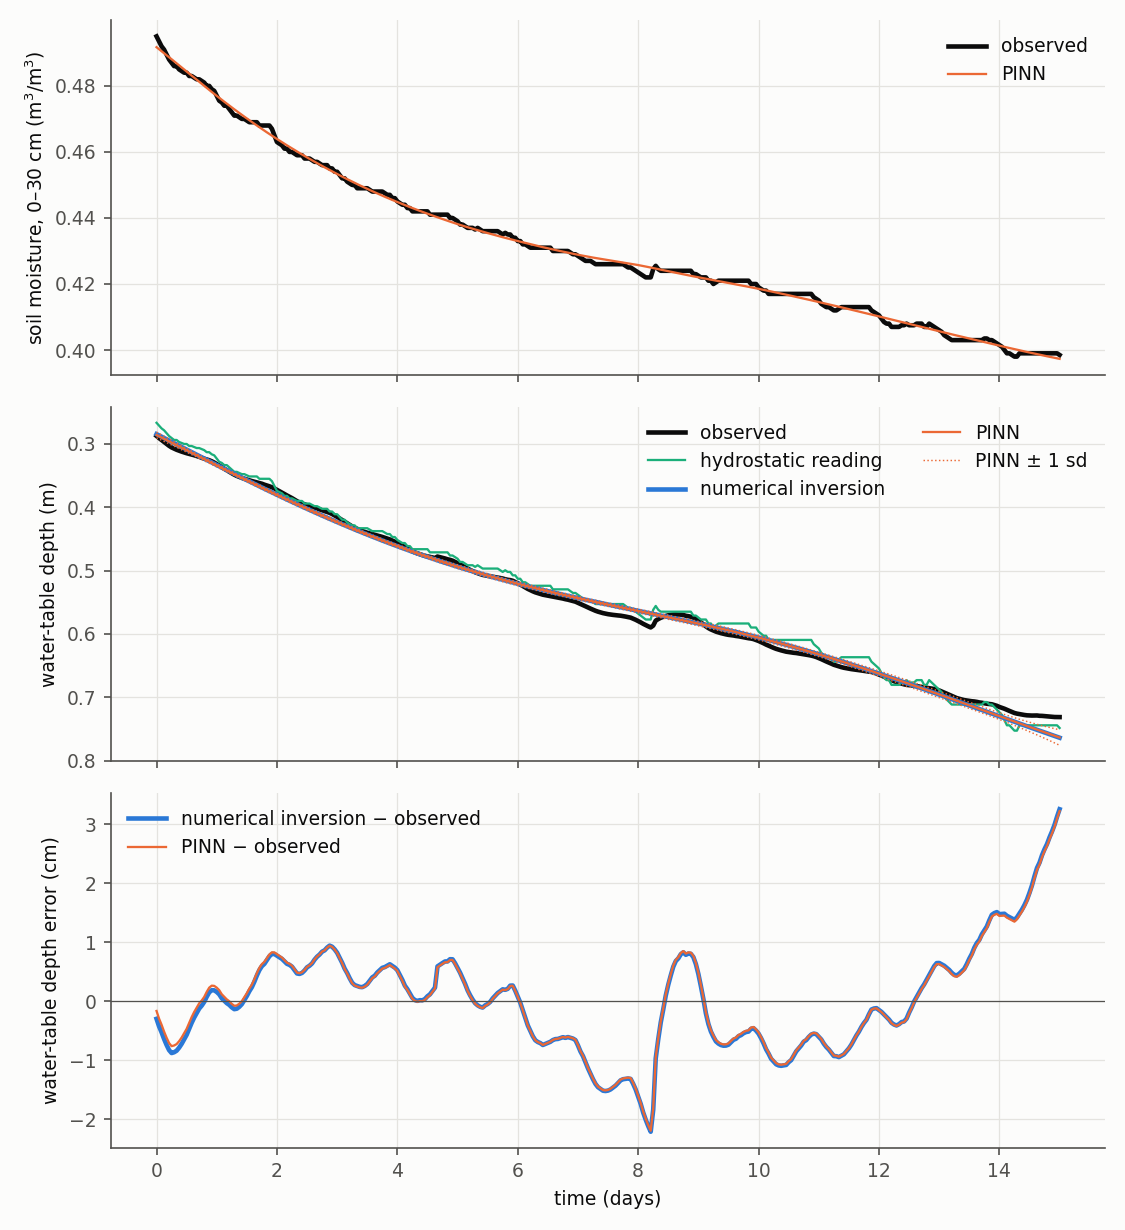 observed
PINN
soil moisture, 0–30 cm (m³/m³)
0.48
0.46
0.44
0.42
0.40
observed
hydrostatic reading
numerical inversion
PINN
PINN ± 1 sd
water-table depth (m)
0.3
0.4
0.5
0.6
0.7
0.8
numerical inversion − observed
PINN − observed
water-table depth error (cm)
3
2
1
0
−1
−2
0 2 4 6 8 10 12 14
time (days)